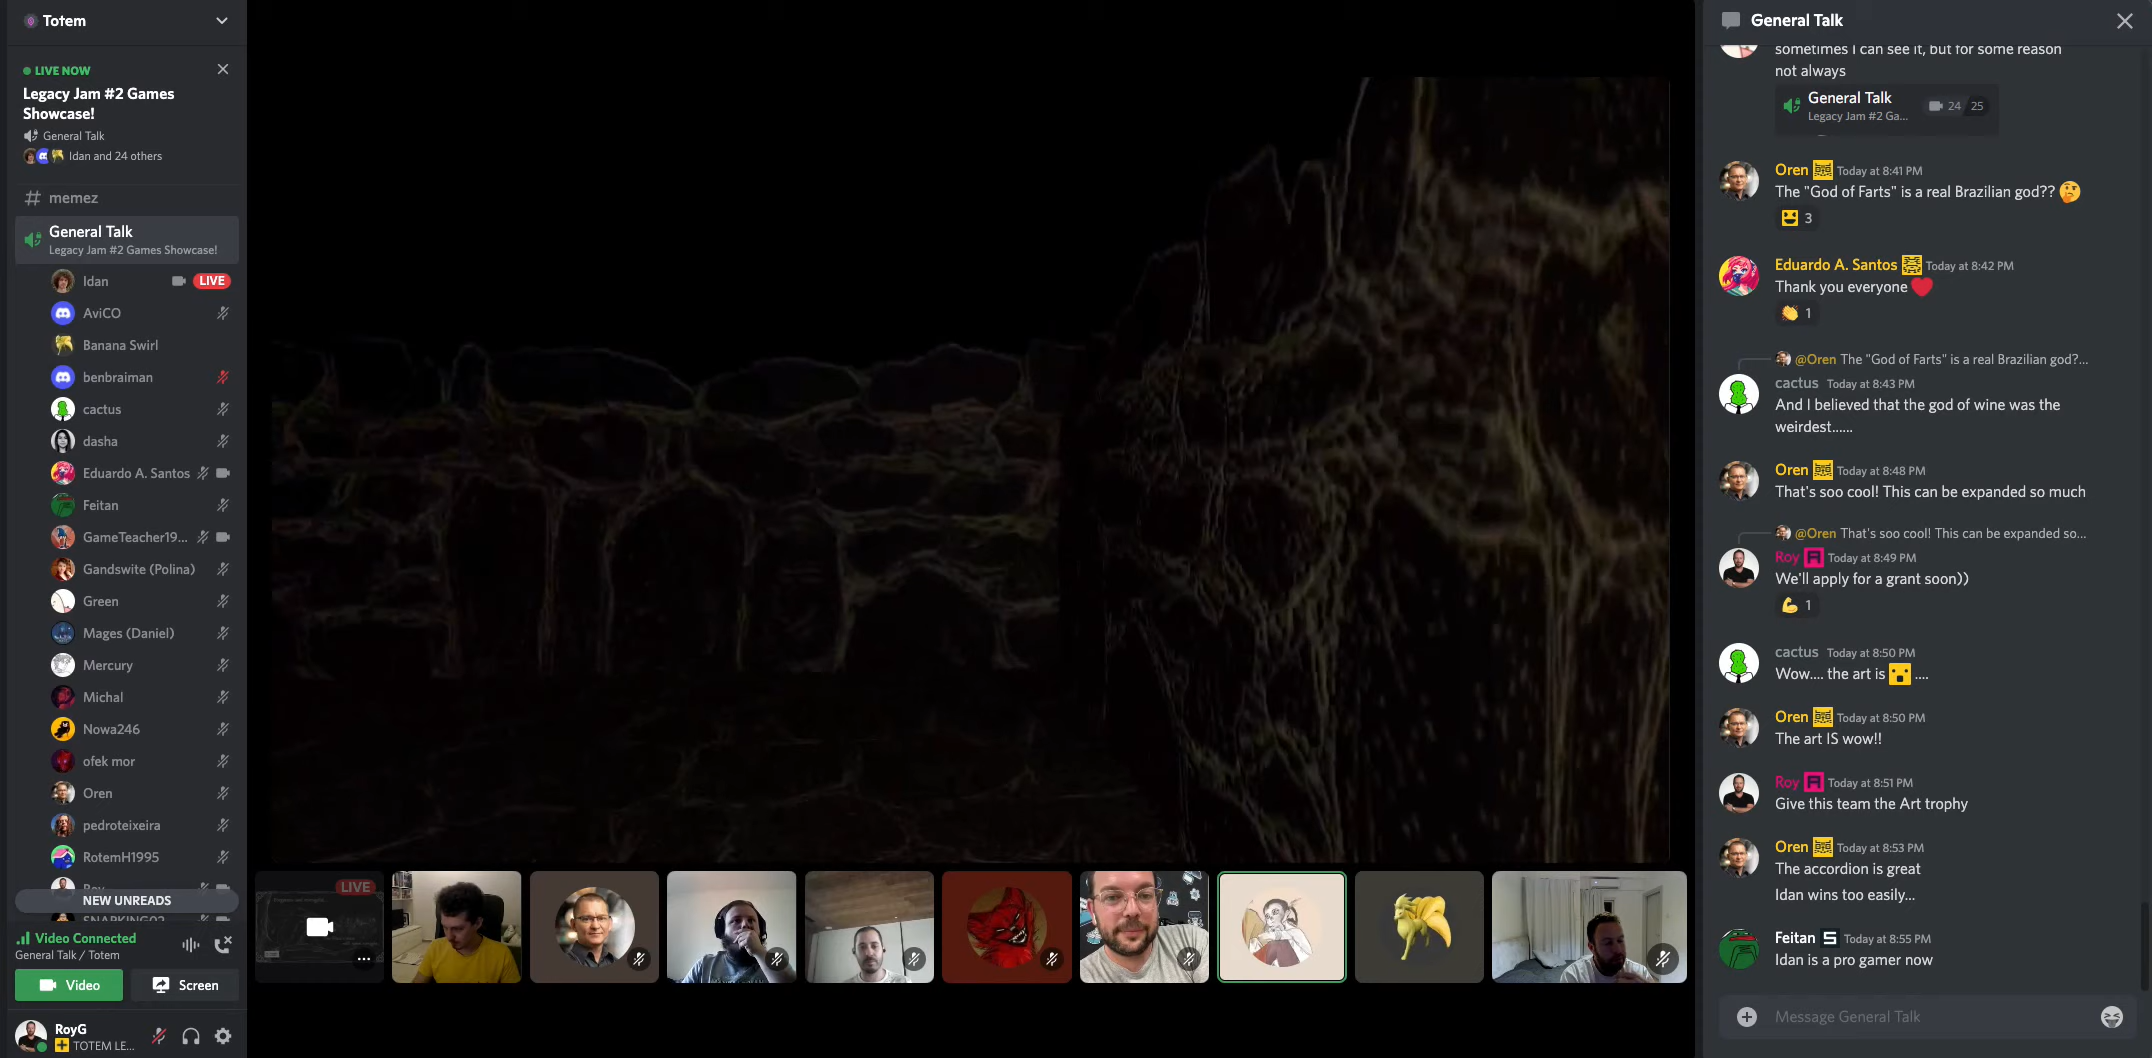 Totem
LIVE NOW
Legacy Jam #2 Games
Showcase!
General Talk
Idan and 24 others
memez
General Talk
Legacy Jam #2 Games Showcase!
Idan
LIVE
AviCO
Banana Swirl
benbraiman
cactus
dasha
Eduardo A. Santos
Feitan
GameTeacher19...
Gandswite (Polina)
Green
Mages (Daniel)
Mercury
Michal
Nowa246
ofek mor
Oren
pedroteixeira
RotemH1995
Roy
NEW UNREADS
Video Connected
General Talk / Totem
Video
Screen
RoyG
TOTEM LE...
LIVE
General Talk
sometimes I can see it, but for some reason
not always
General Talk
24 25
Legacy Jam #2 Ga...
Oren Today at 8:41 PM
The "God of Farts" is a real Brazilian god??
3
Eduardo A. Santos Today at 8:42 PM
Thank you everyone
1
@Oren The "God of Farts" is a real Brazilian god?...
cactus Today at 8:43 PM
And I believed that the god of wine was the
weirdest......
Oren Today at 8:48 PM
That's soo cool! This can be expanded so much
@Oren That's soo cool! This can be expanded so...
Roy Today at 8:49 PM
We'll apply for a grant soon))
1
cactus Today at 8:50 PM
Wow.... the art is ....
Oren Today at 8:50 PM
The art IS wow!!
Roy Today at 8:51 PM
Give this team the Art trophy
Oren Today at 8:53 PM
The accordion is great
Idan wins too easily...
Feitan Today at 8:55 PM
Idan is a pro gamer now
Message General Talk